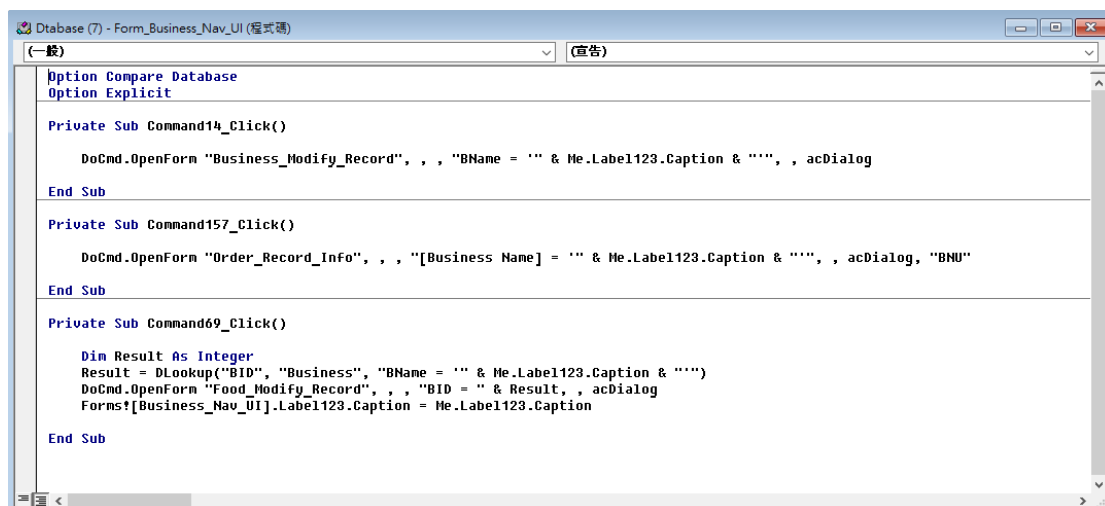 Dtabase (7) - Form_Business_Nav_UI (程式碼)
(一般) (宣告)
Option Compare Database
Option Explicit
Private Sub Command14_Click()
DoCmd.OpenForm "Business_Modify_Record", , , "BName = '" & Me.Label123.Caption & "'", , acDialog
End Sub
Private Sub Command157_Click()
DoCmd.OpenForm "Order_Record_Info", , , "[Business Name] = '" & Me.Label123.Caption & "'", , acDialog, "BNU"
End Sub
Private Sub Command69_Click()
Dim Result As Integer
Result = DLookup("BID", "Business", "BName = '" & Me.Label123.Caption & "'")
DoCmd.OpenForm "Food_Modify_Record", , , "BID = " & Result, , acDialog
Forms![Business_Nav_UI].Label123.Caption = Me.Label123.Caption
End Sub